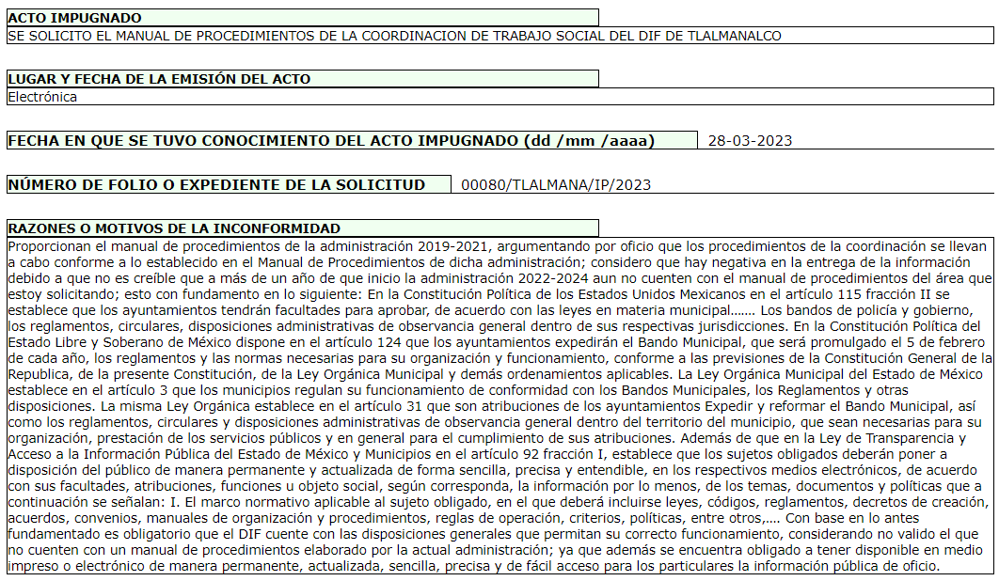 ACTO IMPUGNADO
SE SOLICITO EL MANUAL DE PROCEDIMIENTOS DE LA COORDINACION DE TRABAJO SOCIAL DEL DIF DE TLALMANALCO
LUGAR Y FECHA DE LA EMISIÓN DEL ACTO
Electrónica
FECHA EN QUE SE TUVO CONOCIMIENTO DEL ACTO IMPUGNADO (dd /mm /aaaa) 28-03-2023
NÚMERO DE FOLIO O EXPEDIENTE DE LA SOLICITUD 00080/TLALMANA/IP/2023
RAZONES O MOTIVOS DE LA INCONFORMIDAD
Proporcionan el manual de procedimientos de la administración 2019-2021, argumentando por oficio que los procedimientos de la coordinación se llevan
a cabo conforme a lo establecido en el Manual de Procedimientos de dicha administración; considero que hay negativa en la entrega de la información
debido a que no es creíble que a más de un año de que inicio la administración 2022-2024 aun no cuenten con el manual de procedimientos del área que
estoy solicitando; esto con fundamento en lo siguiente: En la Constitución Política de los Estados Unidos Mexicanos en el artículo 115 fracción II se
establece que los ayuntamientos tendrán facultades para aprobar, de acuerdo con las leyes en materia municipal....... Los bandos de policía y gobierno,
los reglamentos, circulares, disposiciones administrativas de observancia general dentro de sus respectivas jurisdicciones. En la Constitución Política del
Estado Libre y Soberano de México dispone en el artículo 124 que los ayuntamientos expedirán el Bando Municipal, que será promulgado el 5 de febrero
de cada año, los reglamentos y las normas necesarias para su organización y funcionamiento, conforme a las previsiones de la Constitución General de la
Republica, de la presente Constitución, de la Ley Orgánica Municipal y demás ordenamientos aplicables. La Ley Orgánica Municipal del Estado de México
establece en el artículo 3 que los municipios regulan su funcionamiento de conformidad con los Bandos Municipales, los Reglamentos y otras
disposiciones. La misma Ley Orgánica establece en el artículo 31 que son atribuciones de los ayuntamientos Expedir y reformar el Bando Municipal, así
como los reglamentos, circulares y disposiciones administrativas de observancia general dentro del territorio del municipio, que sean necesarias para su
organización, prestación de los servicios públicos y en general para el cumplimiento de sus atribuciones. Además de que en la Ley de Transparencia y
Acceso a la Información Pública del Estado de México y Municipios en el artículo 92 fracción I, establece que los sujetos obligados deberán poner a
disposición del público de manera permanente y actualizada de forma sencilla, precisa y entendible, en los respectivos medios electrónicos, de acuerdo
con sus facultades, atribuciones, funciones u objeto social, según corresponda, la información por lo menos, de los temas, documentos y políticas que a
continuación se señalan: I. El marco normativo aplicable al sujeto obligado, en el que deberá incluirse leyes, códigos, reglamentos, decretos de creación,
acuerdos, convenios, manuales de organización y procedimientos, reglas de operación, criterios, políticas, entre otros,.... Con base en lo antes
fundamentado es obligatorio que el DIF cuente con las disposiciones generales que permitan su correcto funcionamiento, considerando no valido el que
no cuenten con un manual de procedimientos elaborado por la actual administración; ya que además se encuentra obligado a tener disponible en medio
impreso o electrónico de manera permanente, actualizada, sencilla, precisa y de fácil acceso para los particulares la información pública de oficio.